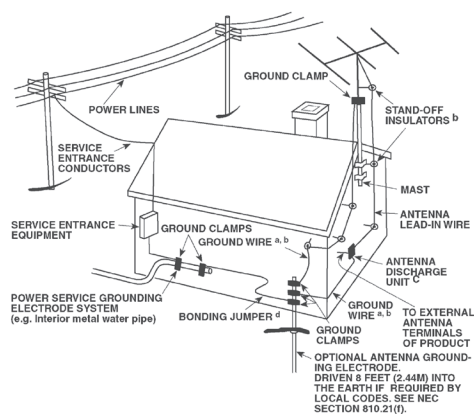 GROUND CLAMP
POWER LINES
STAND-OFF
INSULATORS b
SERVICE
ENTRANCE
CONDUCTORS
MAST
ANTENNA
LEAD-IN WIRE
SERVICE ENTRANCE
EQUIPMENT
GROUND CLAMPS
GROUND WIRE a, b
ANTENNA
DISCHARGE
UNIT C
POWER SERVICE GROUNDING
ELECTRODE SYSTEM
(e.g. Interior metal water pipe)
BONDING JUMPER d
GROUND
CLAMPS
GROUND
WIRE a, b
TO EXTERNAL
ANTENNA
TERMINALS
OF PRODUCT
OPTIONAL ANTENNA GROUND-
ING ELECTRODE.
DRIVEN 8 FEET (2.44M) INTO
THE EARTH IF REQUIRED BY
LOCAL CODES. SEE NEC
SECTION 810.21(f).